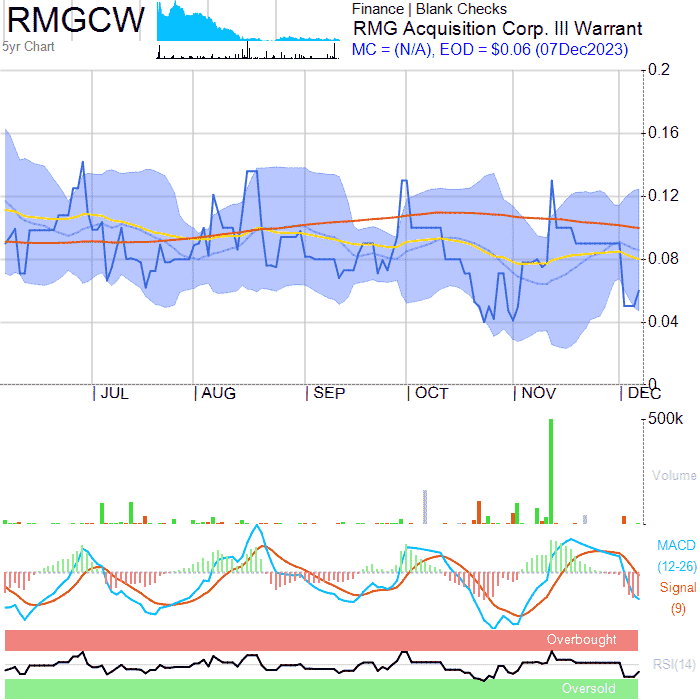 RMGCW
5yr Chart
Finance | Blank Checks
RMG Acquisition Corp. III Warrant
MC = (N/A), EOD = $0.06 (07Dec2023)
0.2
0.16
0.12
0.08
0.04
0
JUL AUG SEP OCT NOV DEC
500k
Volume
MACD
(12-26)
Signal
(9)
Overbought
RSI(14)
Oversold